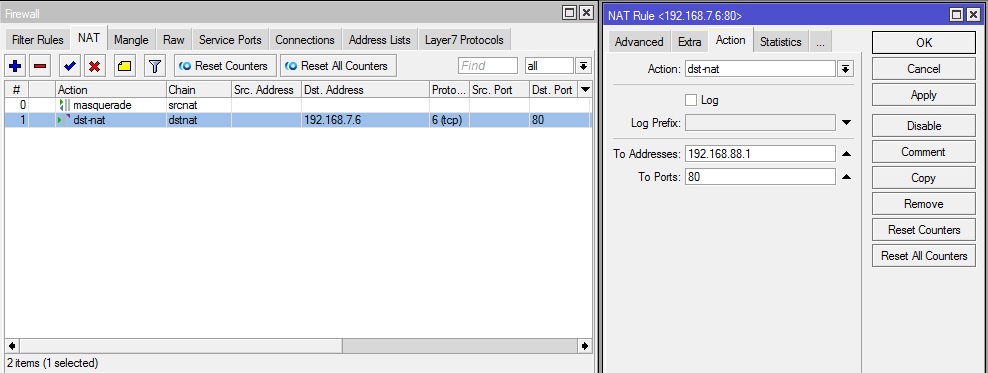 Firewall
Filter Rules NAT Mangle Raw Service Ports Connections Address Lists Layer7 Protocols
Reset Counters Reset All Counters Find all
# Action Chain Src. Address Dst. Address Proto... Src. Port Dst. Port
0 masquerade srcnat
1 dst-nat dstnat 192.168.7.6 6 (tcp) 80
2 items (1 selected)
NAT Rule <192.168.7.6:80>
Advanced Extra Action Statistics ...
Action: dst-nat
Log
Log Prefix:
To Addresses: 192.168.88.1
To Ports: 80
OK
Cancel
Apply
Disable
Comment
Copy
Remove
Reset Counters
Reset All Counters